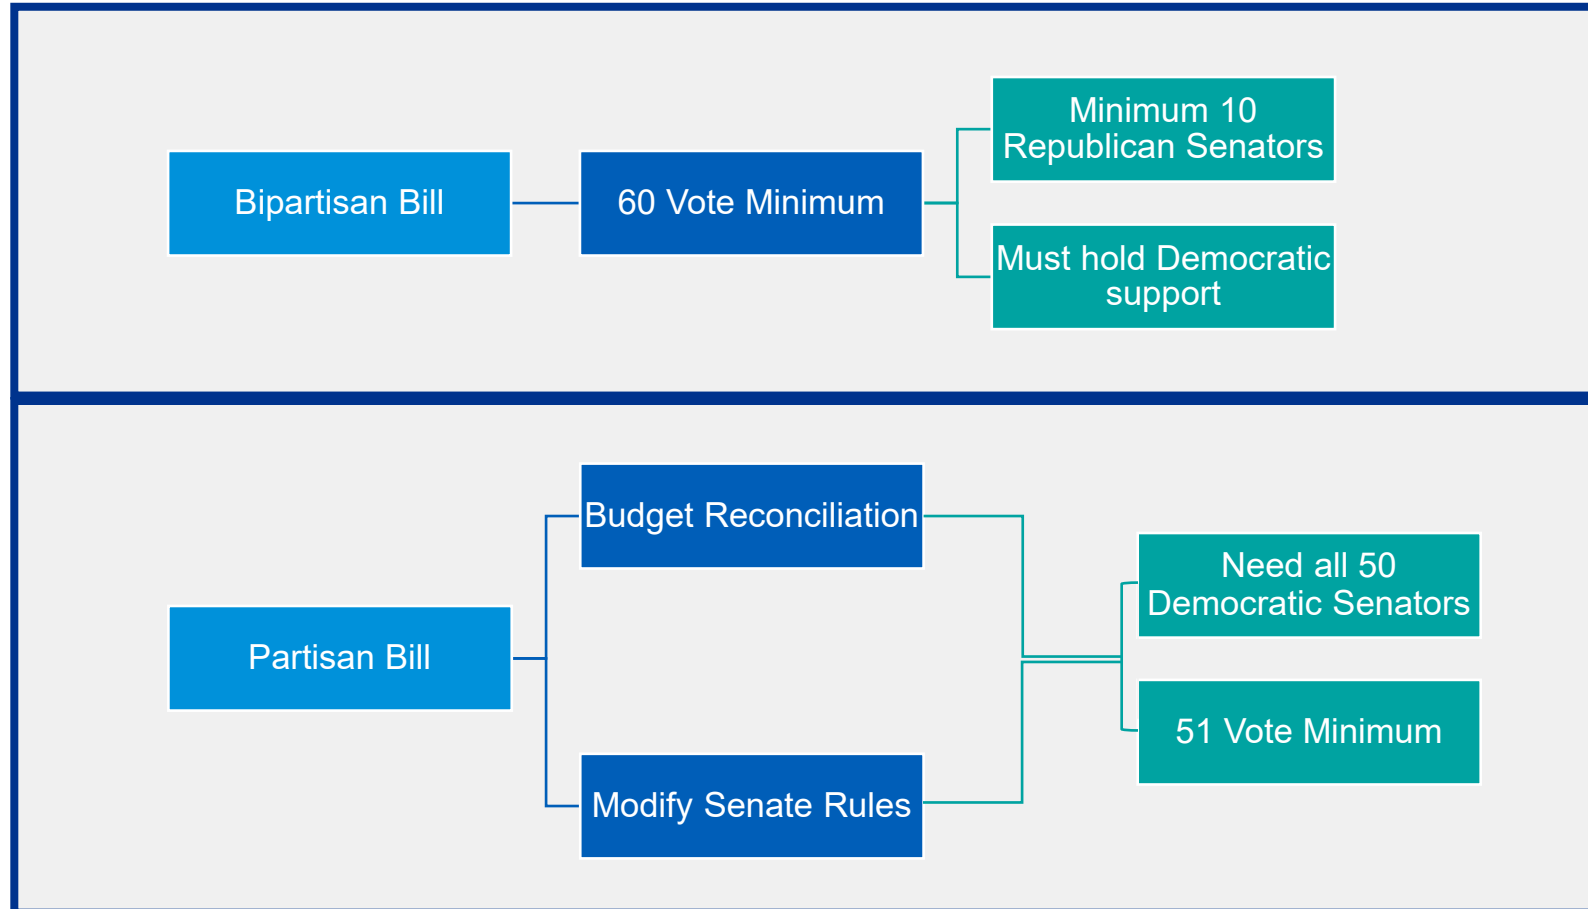 Bipartisan Bill
60 Vote Minimum
Minimum 10
Republican Senators
Must hold Democratic
support
Partisan Bill
Budget Reconciliation
Modify Senate Rules
Need all 50
Democratic Senators
51 Vote Minimum